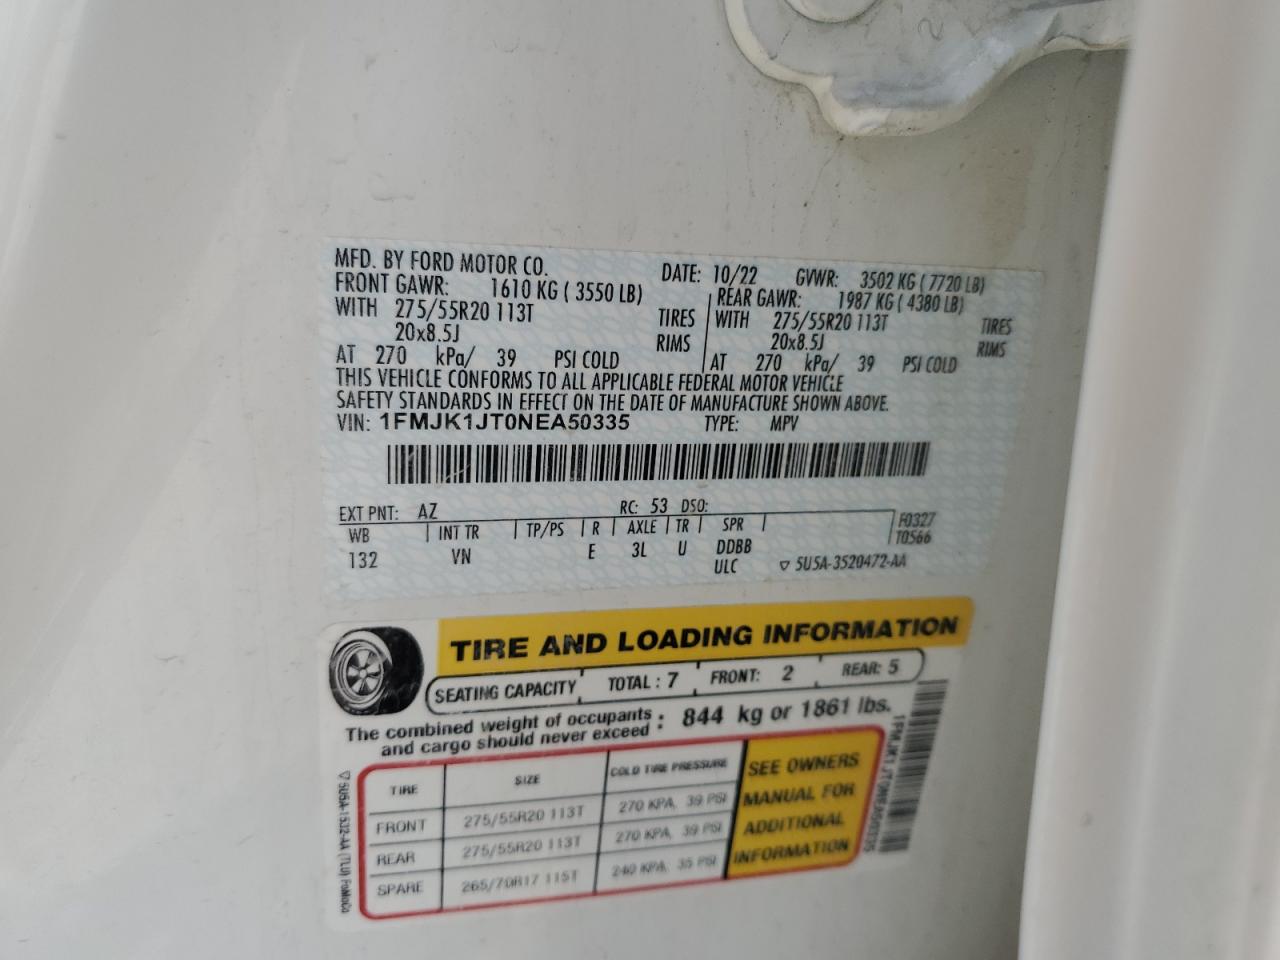 MFD. BY FORD MOTOR CO. DATE: 10/22 GVWR: 3502 KG ( 7720 LB)
FRONT GAWR: 1610 KG ( 3550 LB) REAR GAWR: 1987 KG ( 4380 LB)
WITH 275/55R20 113T TIRES WITH 275/55R20 113T TIRES
20x8.5J RIMS 20x8.5J RIMS
AT 270 kPa/ 39 PSI COLD AT 270 kPa/ 39 PSI COLD
THIS VEHICLE CONFORMS TO ALL APPLICABLE FEDERAL MOTOR VEHICLE
SAFETY STANDARDS IN EFFECT ON THE DATE OF MANUFACTURE SHOWN ABOVE.
VIN: 1FMJK1JT0NEA50335 TYPE: MPV
EXT PNT: AZ RC: 53 DSO:
WB INT TR TP/PS R AXLE TR SPR F0327
132 VN E 3L U DDBB T0566
ULC 5U5A-3520472-AA
TIRE AND LOADING INFORMATION
SEATING CAPACITY TOTAL : 7 FRONT: 2 REAR: 5
The combined weight of occupants and cargo should never exceed : 844 kg or 1861 lbs.
TIRE SIZE COLD TIRE PRESSURE
FRONT 275/55R20 113T 270 KPA, 39 PSI
REAR 275/55R20 113T 270 KPA, 39 PSI
SPARE 265/70R17 115T 240 KPA, 35 PSI
SEE OWNERS
MANUAL FOR
ADDITIONAL
INFORMATION
5U5A-1532-AA (TLU) FoMoCo
1FMJK1JT0NEA50335